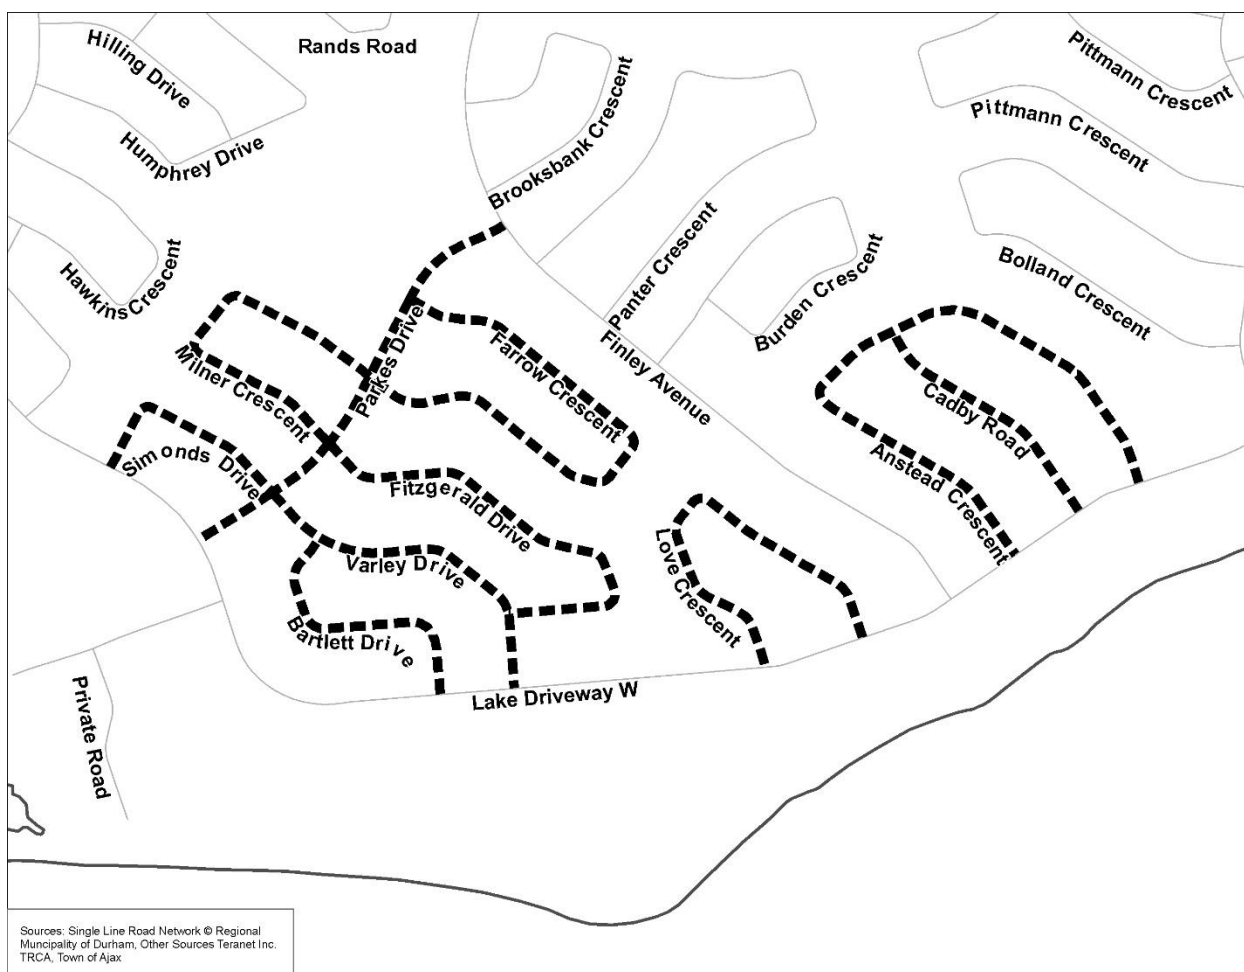 Hilling Drive
Rands Road
Pittmann Crescent
Pittmann Crescent
Humphrey Drive
Brooksbank Crescent
Hawkins Crescent
Panter Crescent
Burden Crescent
Bolland Crescent
Milner Crescent
Parkes Drive
Farrow Crescent
Finley Avenue
Cadby Road
Simonds Drive
Fitzgerald Drive
Anstead Crescent
Varley Drive
Love Crescent
Bartlett Drive
Lake Driveway W
Private Road
Sources: Single Line Road Network © Regional
Muncipality of Durham, Other Sources Teranet Inc.
TRCA, Town of Ajax